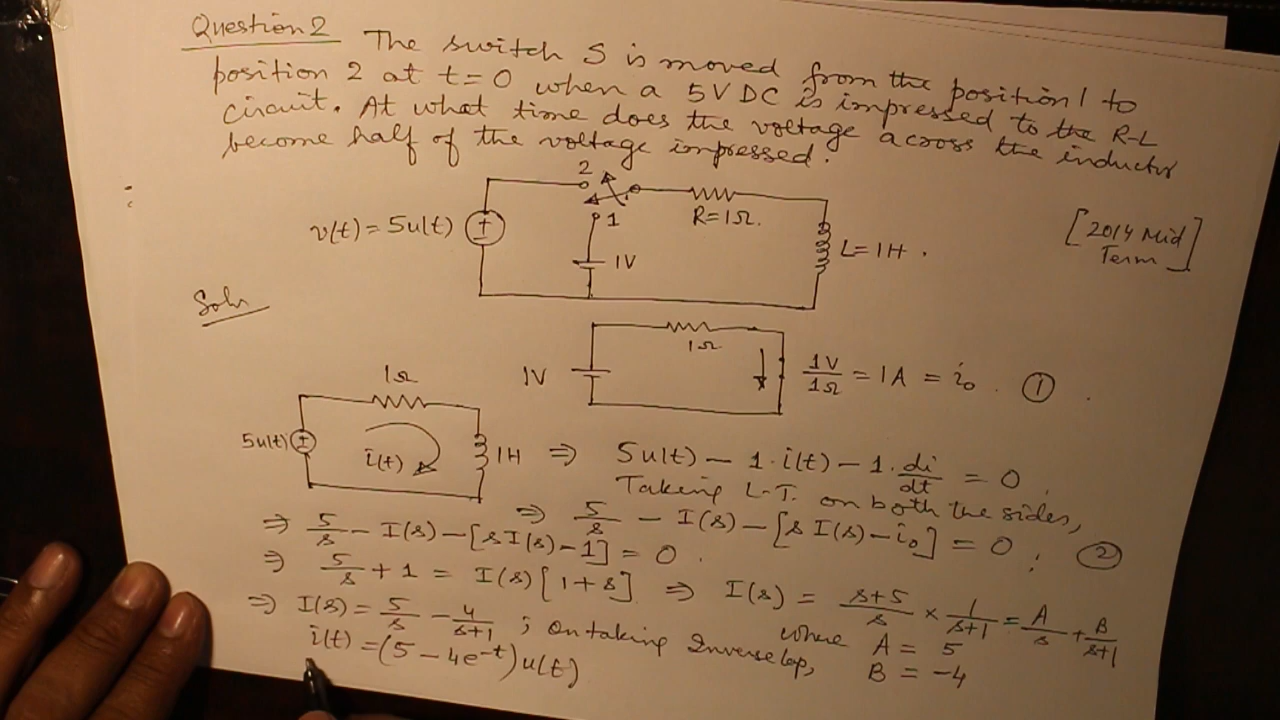 Question 2 The switch S is moved from the position 1 to
position 2 at t=0 when a 5V DC is impressed to the R-L
circuit. At what time does the voltage across the inductor
become half of the voltage impressed.
2
1
v(t) = 5u(t)
R=1Ω.
1V
L=1H.
[2014 Mid
Term]
Soln
1V
1Ω
1V/1Ω = 1A = i₀. ①
1Ω
5u(t)
i(t)
1H
⇒ 5u(t) - 1·i(t) - 1·di/dt = 0.
Taking L.T. on both the sides,
⇒ 5/s - I(s) - [sI(s) - i₀] = 0; ②
⇒ 5/s - I(s) - [sI(s) - 1] = 0.
⇒ 5/s + 1 = I(s)[1+s] ⇒ I(s) = s+5/s × 1/s+1 = A/s + B/s+1
where A = 5
B = -4
⇒ I(s) = 5/s - 4/s+1; on taking Inverse lap,
i(t) = (5 - 4e⁻ᵗ)u(t)